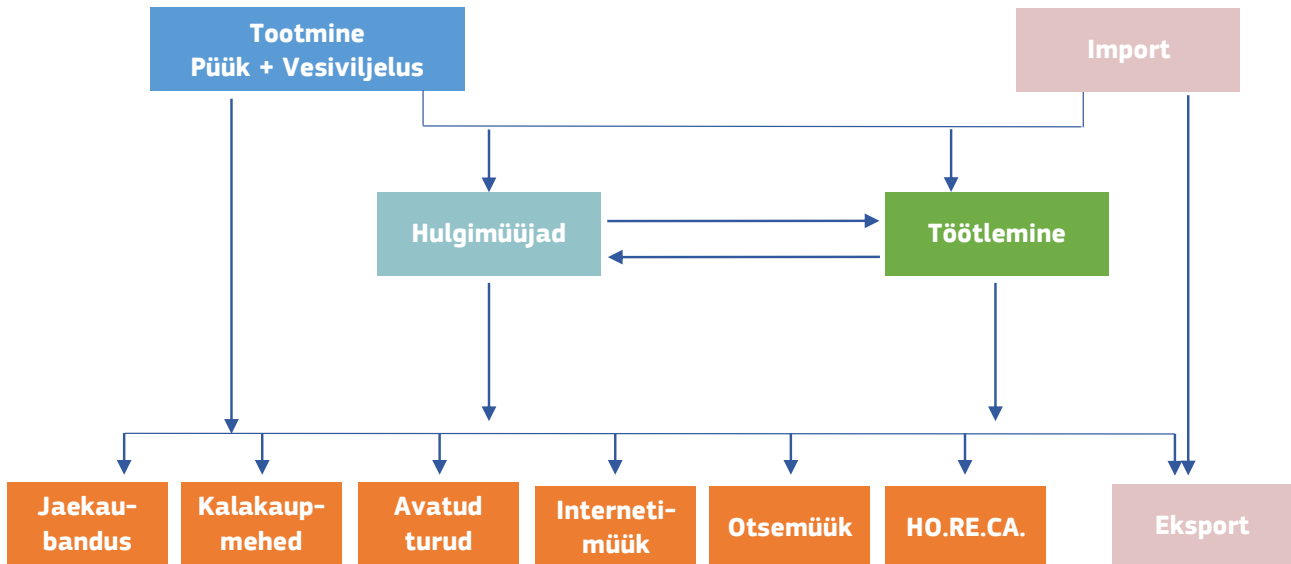 Tootmine
Püük + Vesiviljelus
Import
Hulgimüüjad
Töötlemine
Jaekau-
bandus
Kalakaup-
mehed
Avatud
turud
Interneti-
müük
Otsemüük
HO.RE.CA.
Eksport